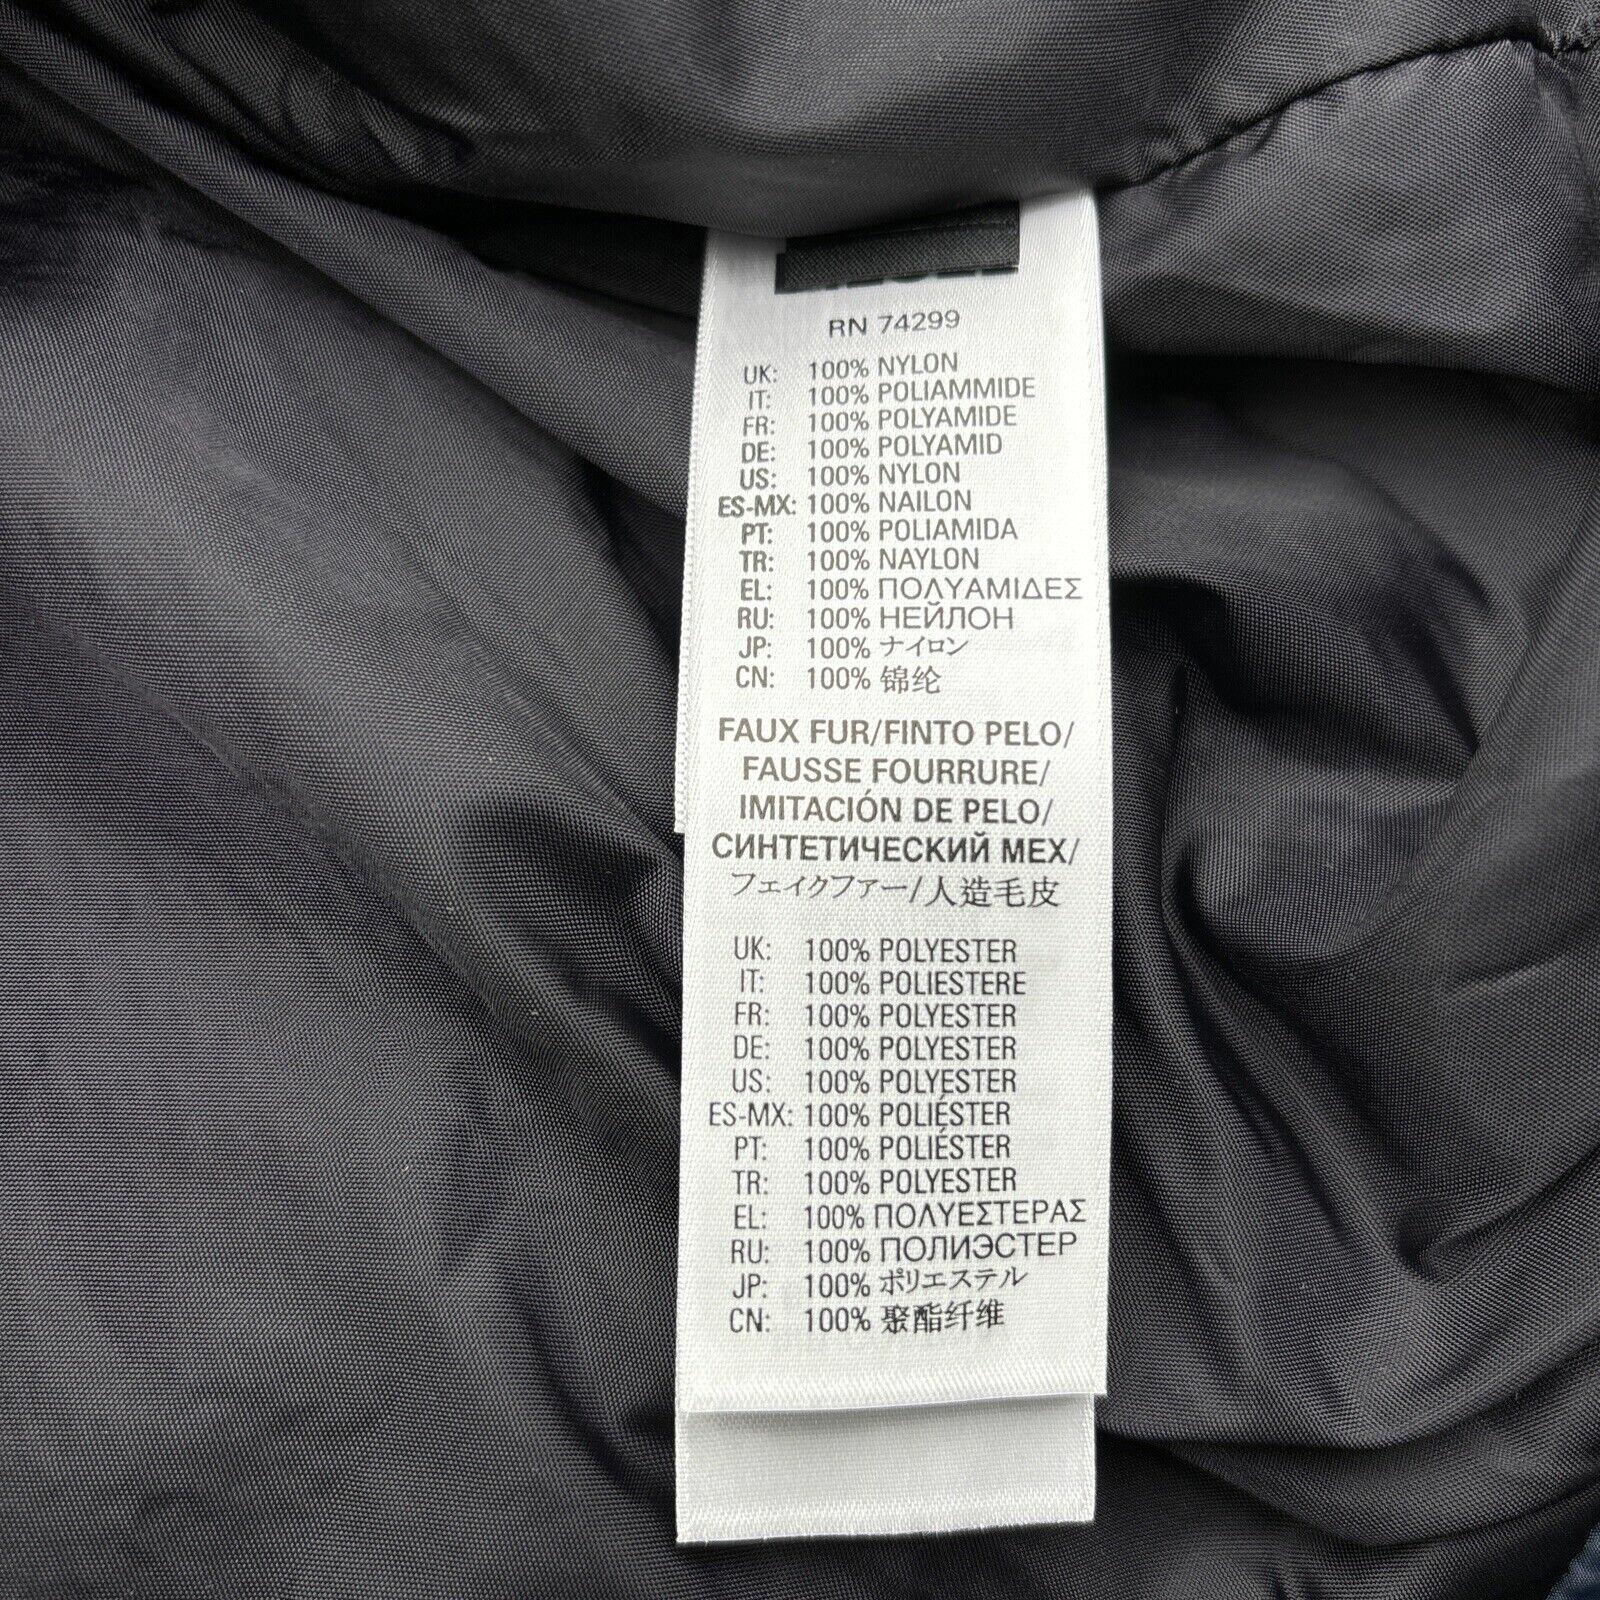 RN 74299
UK: 100% NYLON
IT: 100% POLIAMMIDE
FR: 100% POLYAMIDE
DE: 100% POLYAMID
US: 100% NYLON
ES-MX: 100% NAILON
PT: 100% POLIAMIDA
TR: 100% NAYLON
EL: 100% ΠΟΛΥΑΜΙΔΕΣ
RU: 100% НЕЙЛОН
JP: 100% ナイロン
CN: 100% 锦纶
FAUX FUR/FINTO PELO/
FAUSSE FOURRURE/
IMITACIÓN DE PELO/
СИНТЕТИЧЕСКИЙ МЕХ/
フェイクファー/人造毛皮
UK: 100% POLYESTER
IT: 100% POLIESTERE
FR: 100% POLYESTER
DE: 100% POLYESTER
US: 100% POLYESTER
ES-MX: 100% POLIÉSTER
PT: 100% POLIÉSTER
TR: 100% POLYESTER
EL: 100% ΠΟΛΥΕΣΤΕΡΑΣ
RU: 100% ПОЛИЭСТЕР
JP: 100% ポリエステル
CN: 100% 聚酯纤维